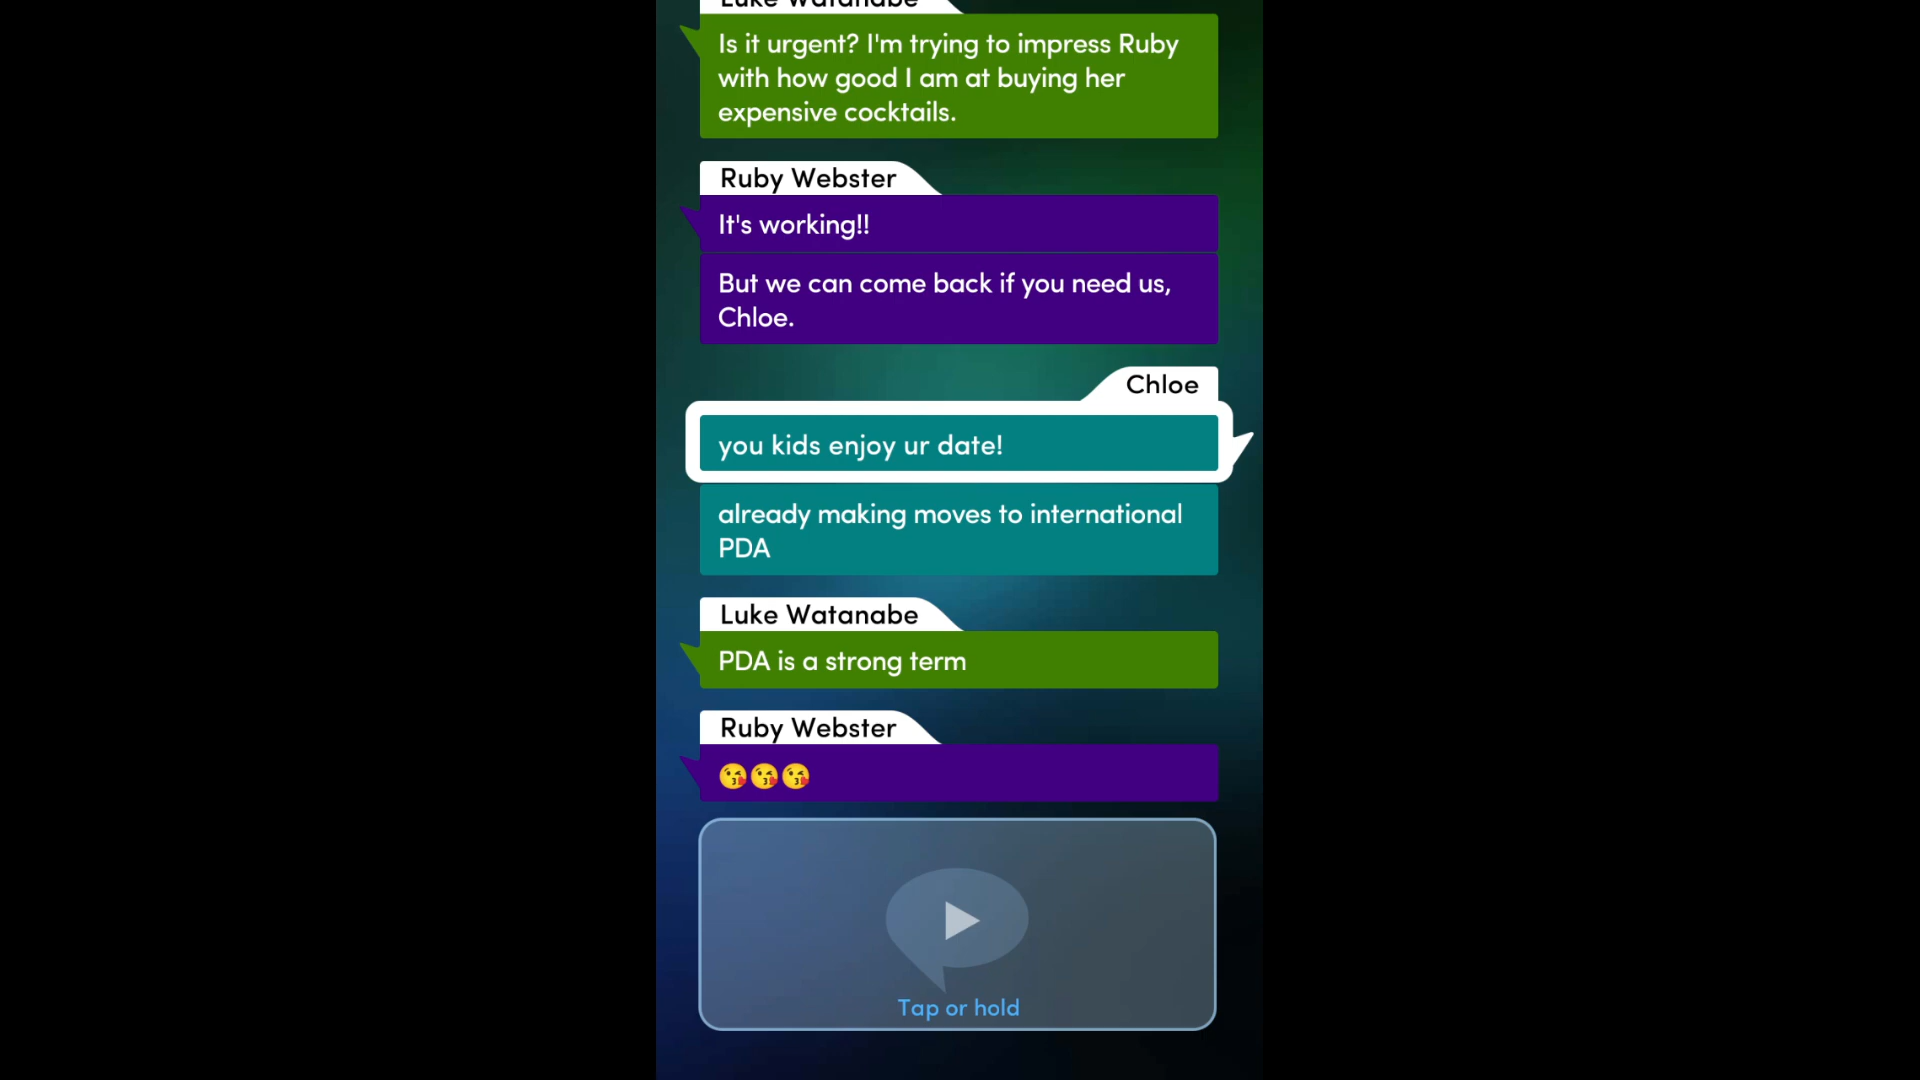 Luke Watanabe
Is it urgent? I'm trying to impress Ruby
with how good I am at buying her
expensive cocktails.
Ruby Webster
It's working!!
But we can come back if you need us,
Chloe.
Chloe
you kids enjoy ur date!
already making moves to international
PDA
Luke Watanabe
PDA is a strong term
Ruby Webster
😘😘😘
Tap or hold